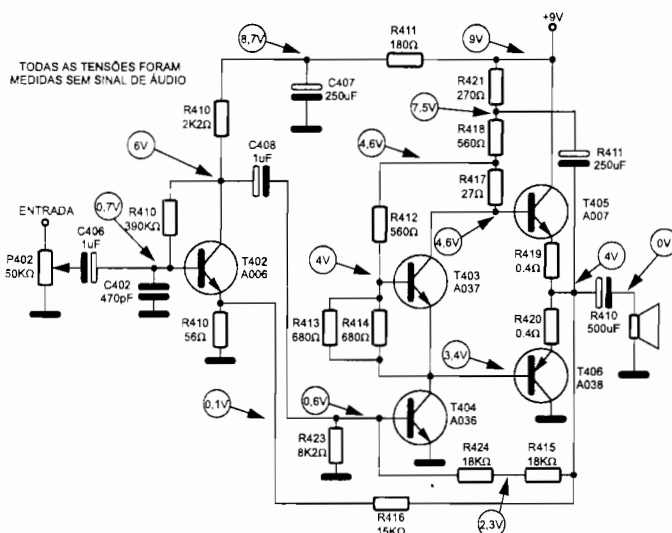 TODAS AS TENSÕES FORAM
MEDIDAS SEM SINAL DE ÁUDIO
8,7V
R411
180Ω
9V
+9V
C407
250uF
R421
270Ω
7,5V
R410
2K2Ω
R418
560Ω
R411
250uF
6V
C408
1uF
4,6V
R417
27Ω
T405
A007
0,7V
R410
390KΩ
R412
560Ω
4,6V
R419
0.4Ω
4V
0V
ENTRADA
C406
1uF
P402
50KΩ
T402
A006
4V
T403
A037
C402
470pF
R410
56Ω
R413
680Ω
R414
680Ω
R420
0.4Ω
R410
500uF
3,4V
T406
A038
0,1V
0,6V
T404
A036
R423
8K2Ω
R424
18KΩ
R415
18KΩ
R416
15KΩ
2,3V